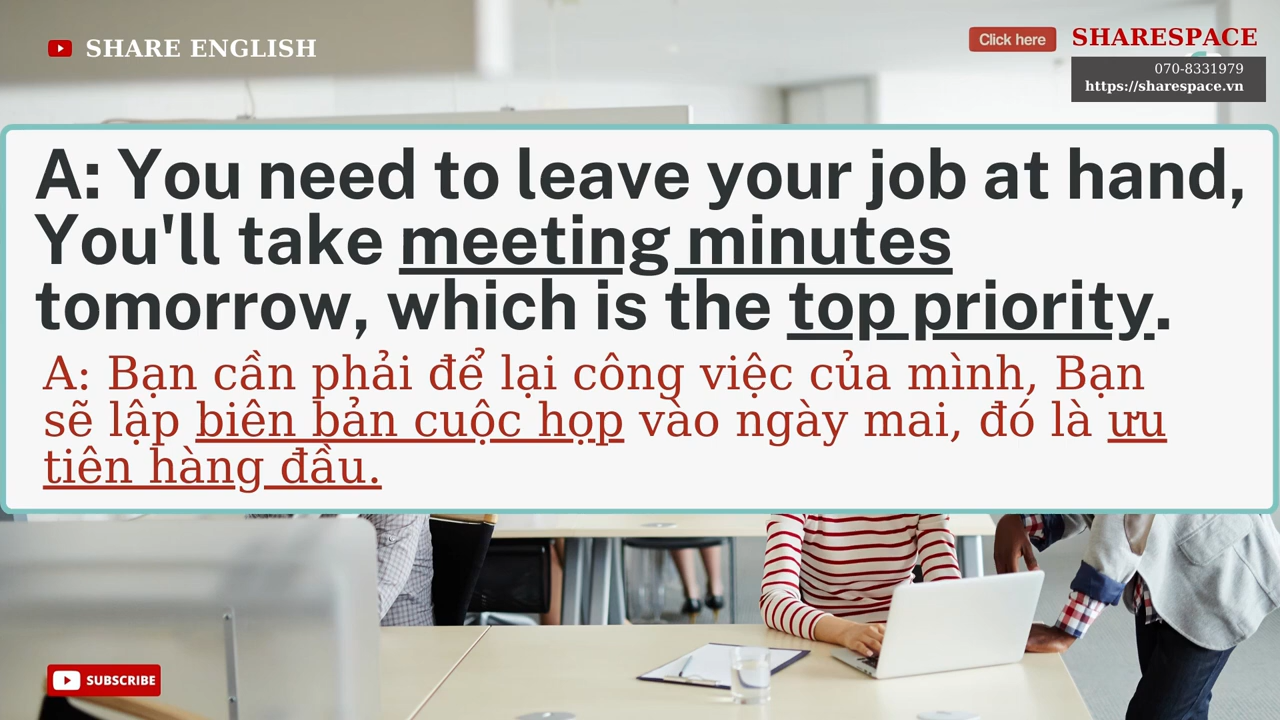 SHARE ENGLISH
Click here
SHARESPACE
070-8331979
https://sharespace.vn
A: You need to leave your job at hand,
You'll take meeting minutes
tomorrow, which is the top priority.
A: Bạn cần phải để lại công việc của mình, Bạn
sẽ lập biên bản cuộc họp vào ngày mai, đó là ưu
tiên hàng đầu.
SUBSCRIBE